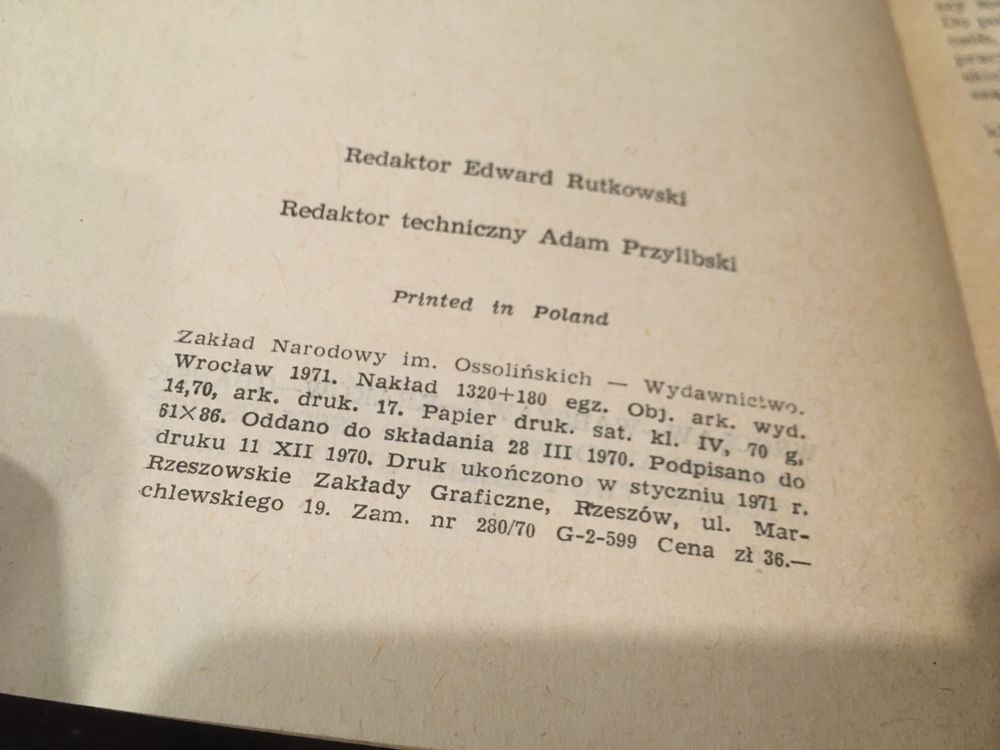 Redaktor Edward Rutkowski
Redaktor techniczny Adam Przylibski
Printed in Poland
Zakład Narodowy im. Ossolińskich — Wydawnictwo.
Wrocław 1971. Nakład 1320+180 egz. Obj. ark. wyd.
14,70, ark. druk. 17. Papier druk. sat. kl. IV, 70 g,
61×86. Oddano do składania 28 III 1970. Podpisano do
druku 11 XII 1970. Druk ukończono w styczniu 1971 r.
Rzeszowskie Zakłady Graficzne, Rzeszów, ul. Mar-
chlewskiego 19. Zam. nr 280/70 G-2-599 Cena zł 36.—